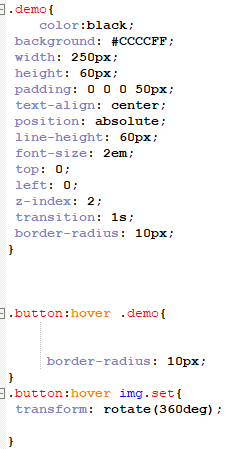 .demo{
color:black;
background: #CCCCFF;
width: 250px;
height: 60px;
padding: 0 0 0 50px;
text-align: center;
position: absolute;
line-height: 60px;
font-size: 2em;
top: 0;
left: 0;
z-index: 2;
transition: 1s;
border-radius: 10px;
}
.button:hover .demo{
border-radius: 10px;
}
.button:hover img.set{
transform: rotate(360deg);
}